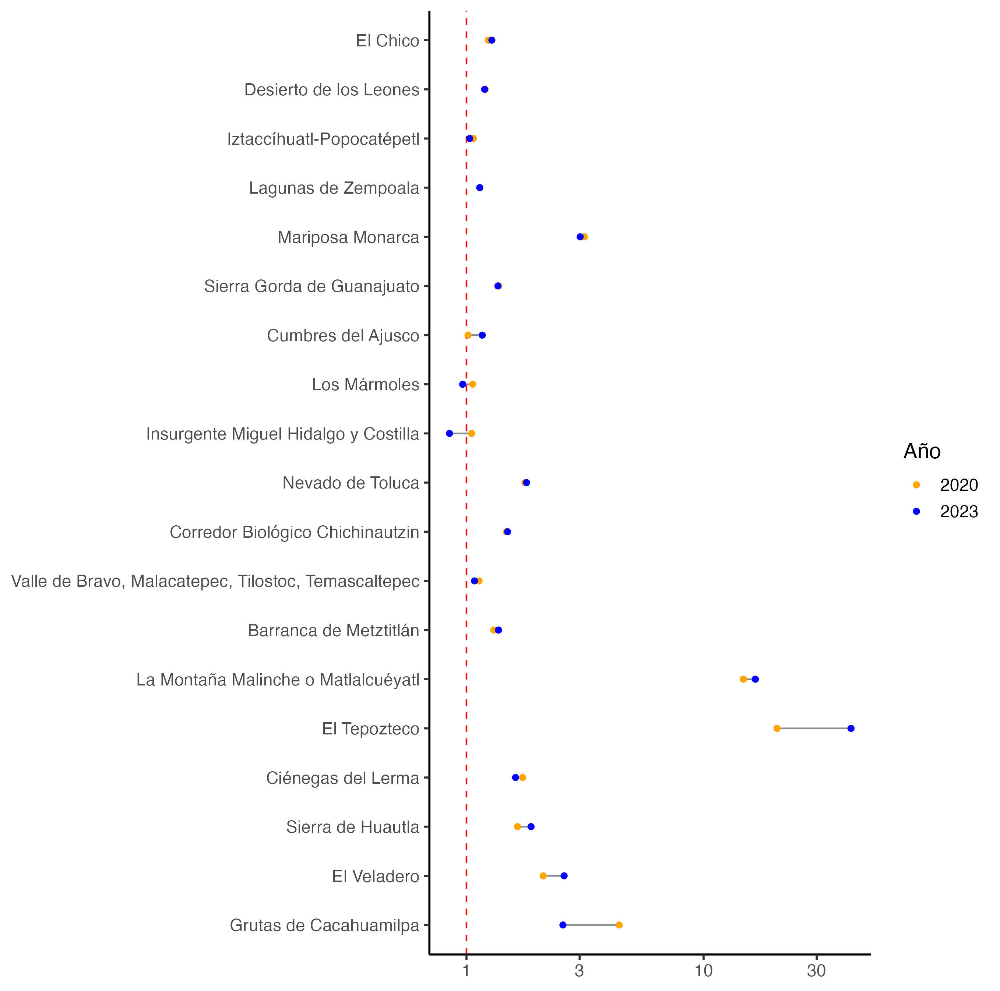 El Chico
Desierto de los Leones
Iztaccíhuatl-Popocatépetl
Lagunas de Zempoala
Mariposa Monarca
Sierra Gorda de Guanajuato
Cumbres del Ajusco
Los Mármoles
Insurgente Miguel Hidalgo y Costilla
Nevado de Toluca
Corredor Biológico Chichinautzin
Valle de Bravo, Malacatepec, Tilostoc, Temascaltepec
Barranca de Metztitlán
La Montaña Malinche o Matlalcuéyatl
El Tepozteco
Ciénegas del Lerma
Sierra de Huautla
El Veladero
Grutas de Cacahuamilpa
1 3 10 30
Año
2020
2023